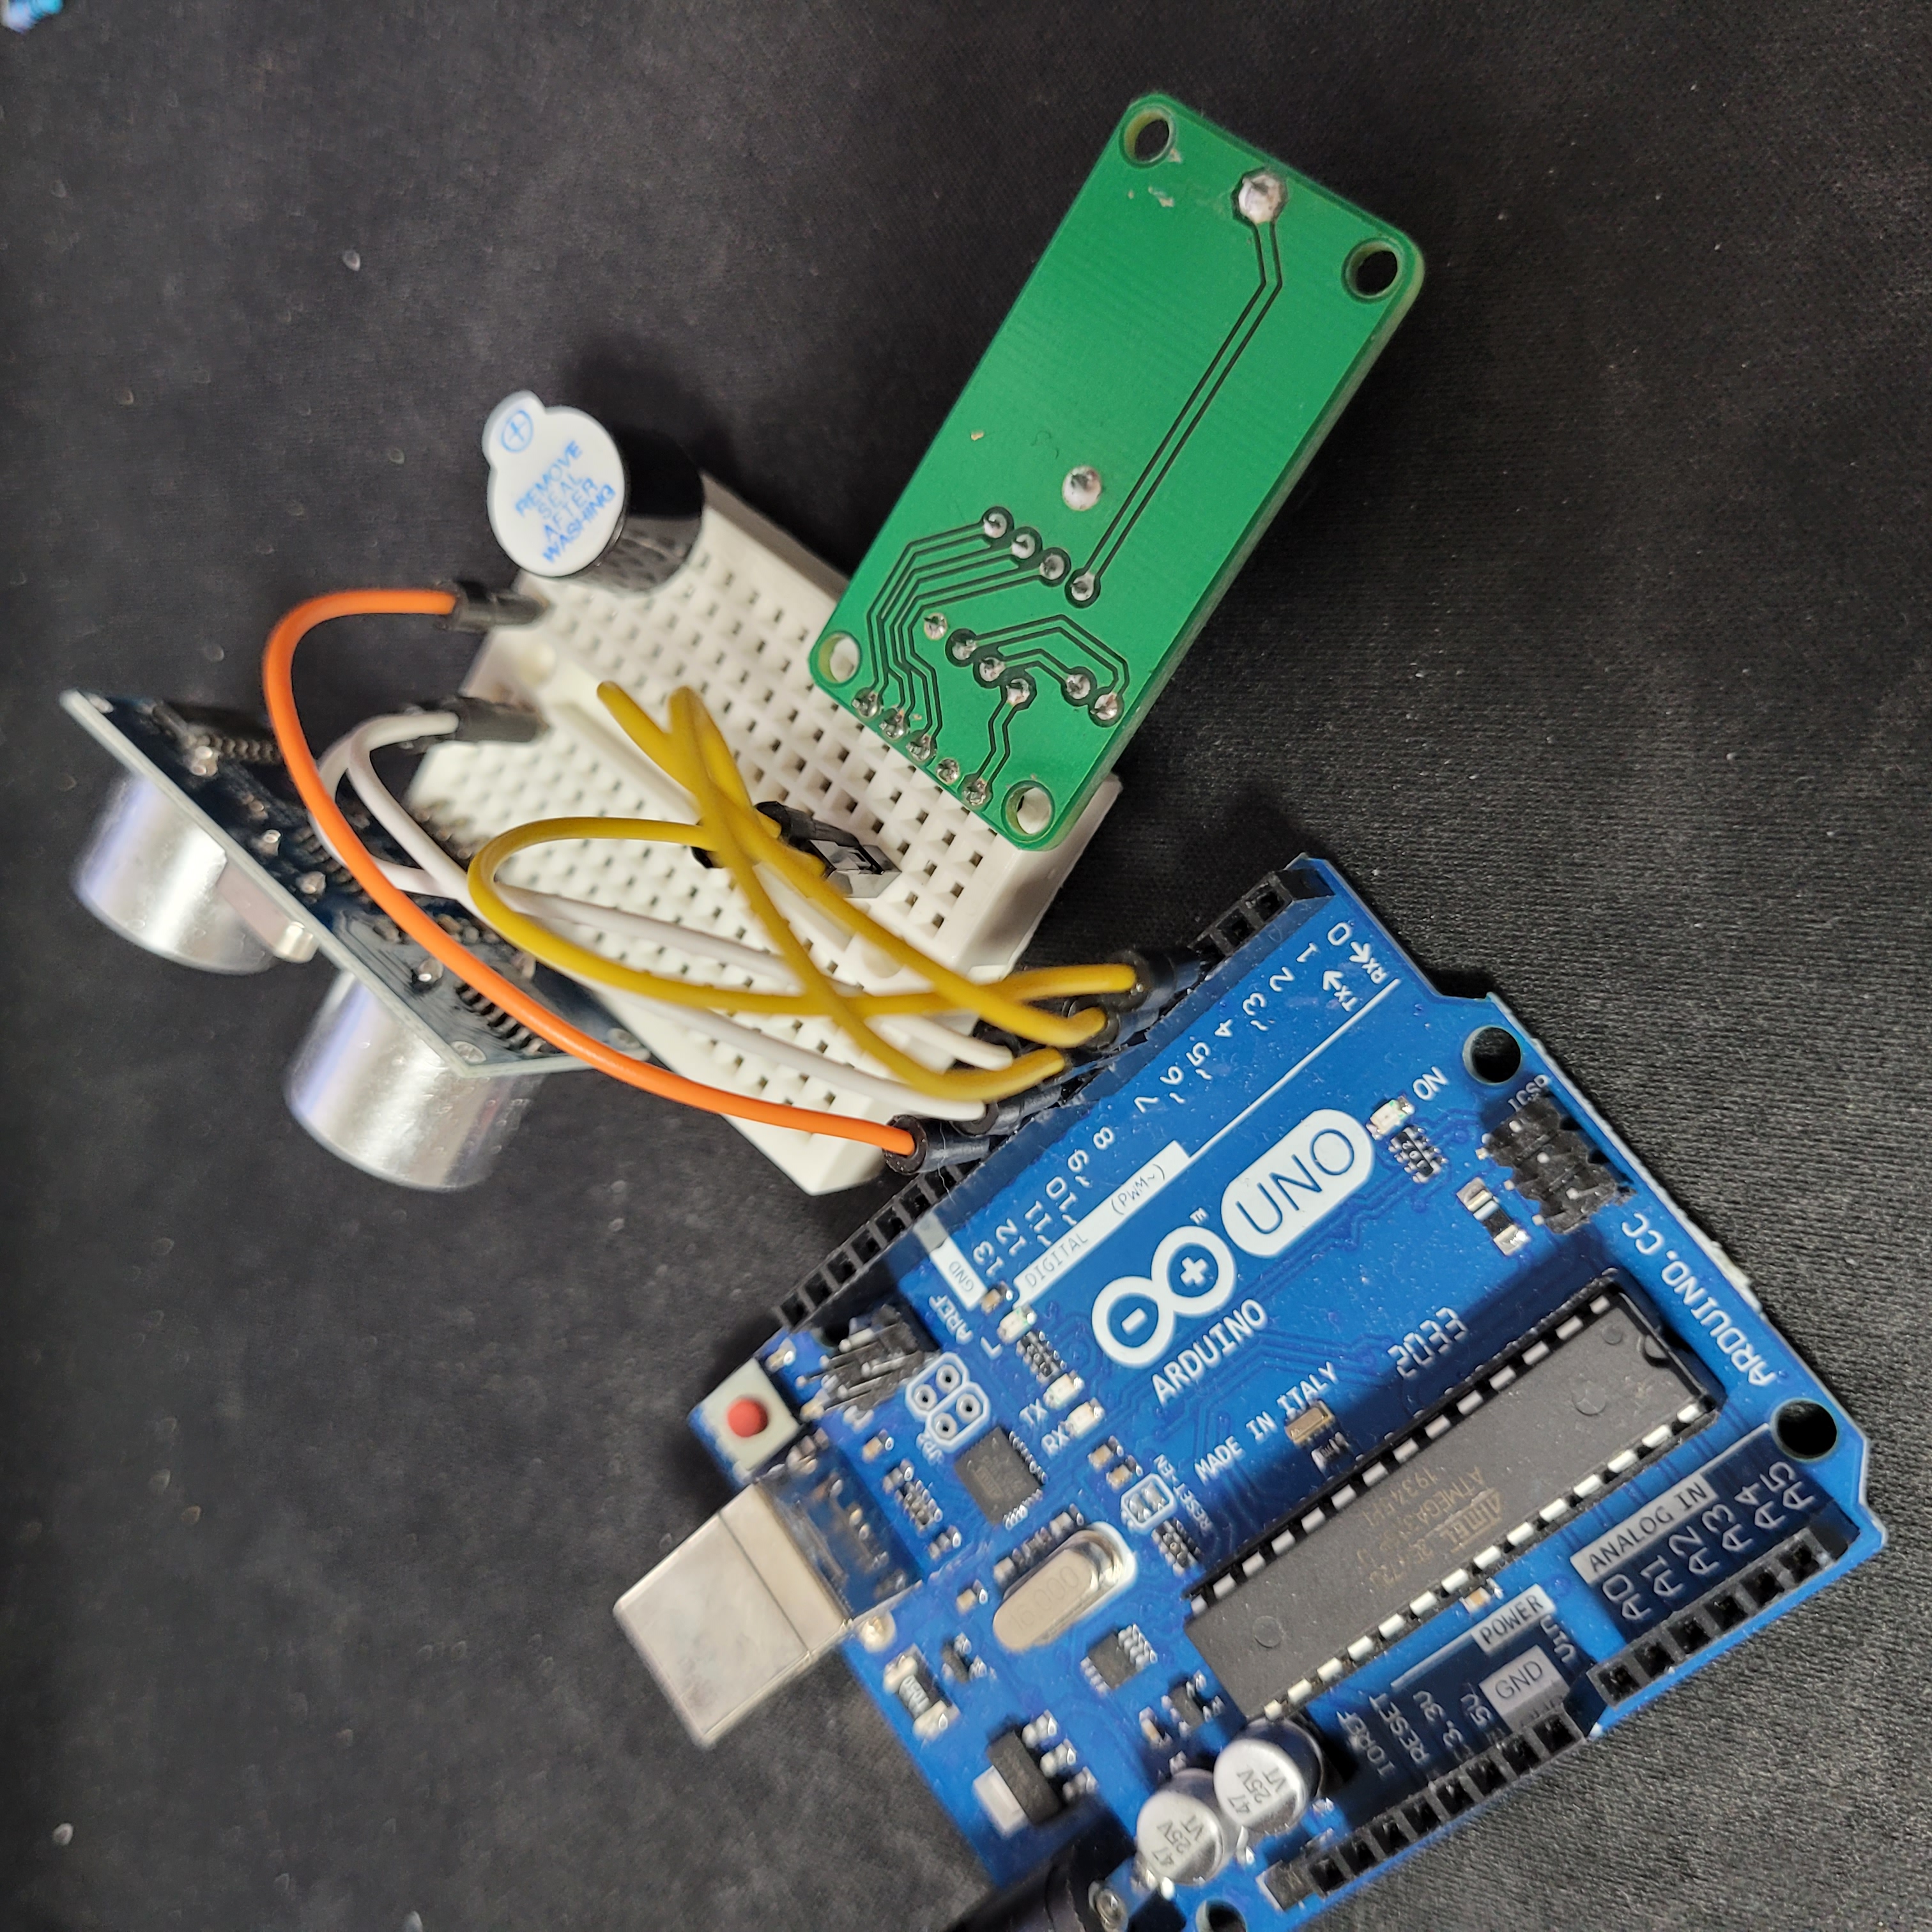 REMOVE
SEAL
AFTER
WASHING
AREF
GND
13
12
~11
~10
~9
8
7
~6
~5
4
~3
2
TX→1
RX←0
L
TX
RX
DIGITAL (PWM~)
RESET-EN
MADE IN ITALY
ARDUINO
™
UNO
ON
ICSP
47
25V
VT
47
25V
VT
IOREF
RESET
3.3V
5V
GND
Vin
POWER
ANALOG IN
A0
A1
A2
A3
A4
A5
ARDUINO.CC